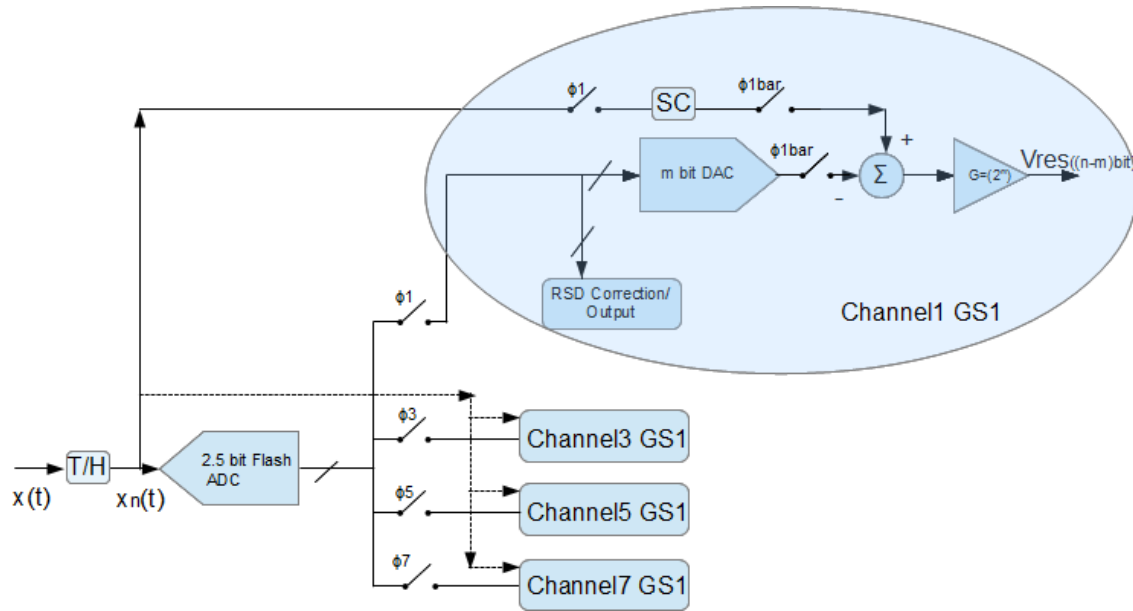 ϕ1
SC
ϕ1bar
+
m bit DAC
ϕ1bar
Σ
-
G=(2ᵐ)
Vres((n-m)bit)
RSD Correction/
Output
Channel1 GS1
ϕ1
ϕ3
Channel3 GS1
x(t)
T/H
xn(t)
2.5 bit Flash
ADC
ϕ5
Channel5 GS1
ϕ7
Channel7 GS1